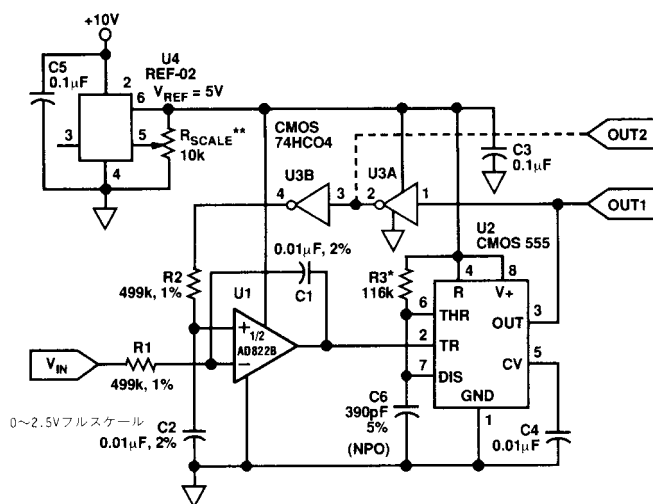 +10V
C5
0.1µF
U4
REF-02
2
6
VREF = 5V
3
5
RSCALE**
10k
4
CMOS
74HCO4
U3B
4
3
U3A
2
1
OUT2
C3
0.1µF
OUT1
0.01µF, 2%
C1
R2
499k, 1%
U1
1/2
AD822B
+
−
R3*
116k
U2
CMOS 555
4
8
R
V+
6
THR
OUT
3
2
TR
CV
5
7
DIS
GND
1
VIN
R1
499k, 1%
0～2.5Vフルスケール
C2
0.01µF, 2%
C6
390pF
5%
(NPO)
C4
0.01µF